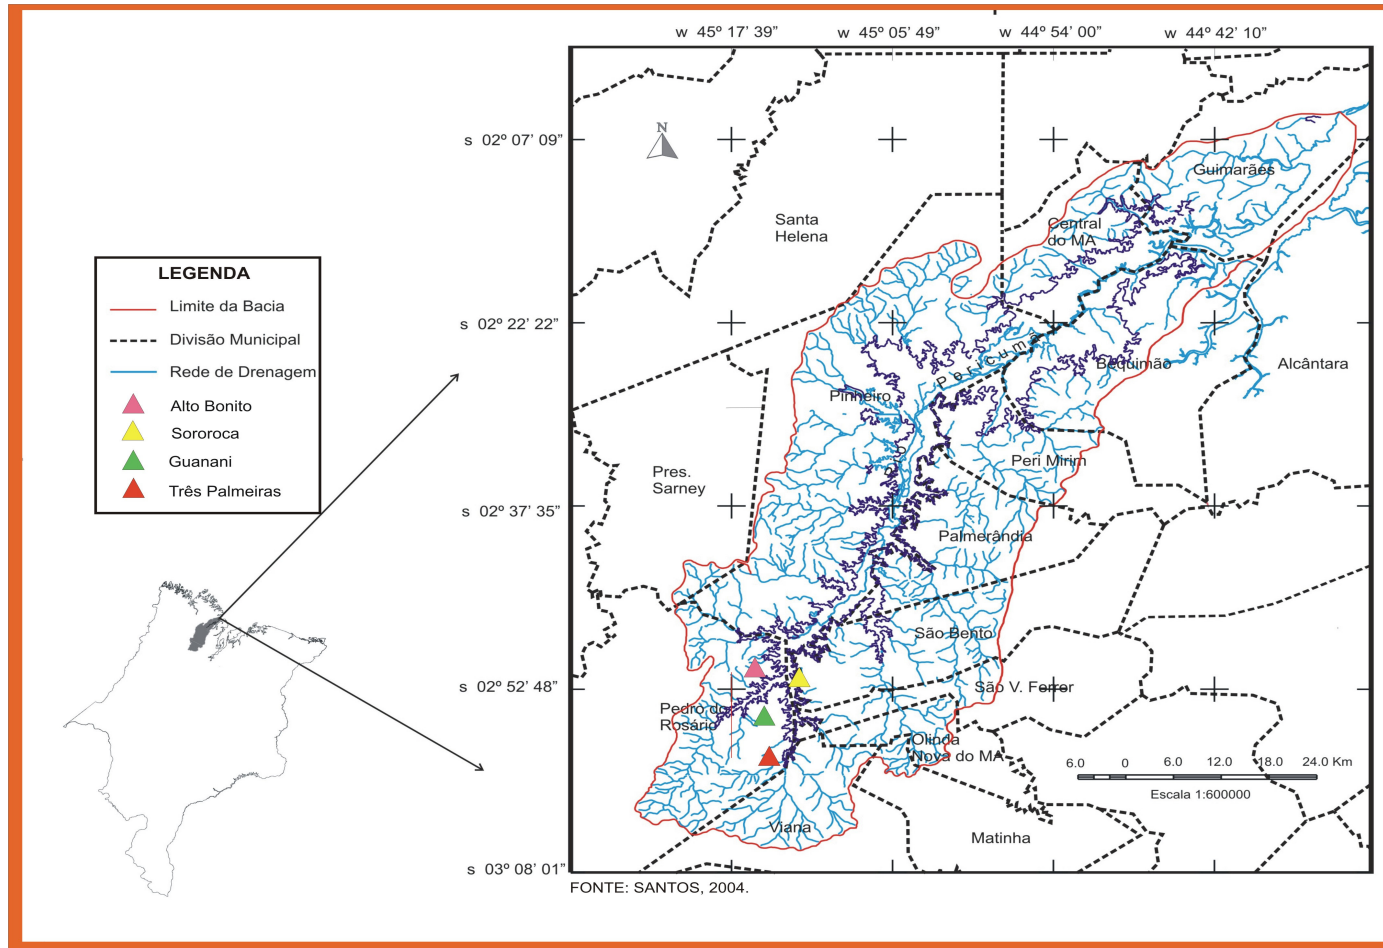 w 45º 17' 39" w 45º 05' 49" w 44º 54' 00" w 44º 42' 10"
s 02º 07' 09"
N
Guimarães
Santa
Helena
Central
do MA
LEGENDA
Limite da Bacia
Divisão Municipal
Rede de Drenagem
Alto Bonito
Sororoca
Guanani
Três Palmeiras
s 02º 22' 22"
Pericumã
Bequimão
Alcântara
Pinheiro
Peri Mirim
Pres.
Sarney
s 02º 37' 35"
Palmerândia
São Bento
s 02º 52' 48"
São V. Ferrer
Pedro do
Rosário
Olinda
Nova do MA
6.0 0 6.0 12.0 18.0 24.0 Km
Escala 1:600000
Viana
Matinha
s 03º 08' 01"
FONTE: SANTOS, 2004.